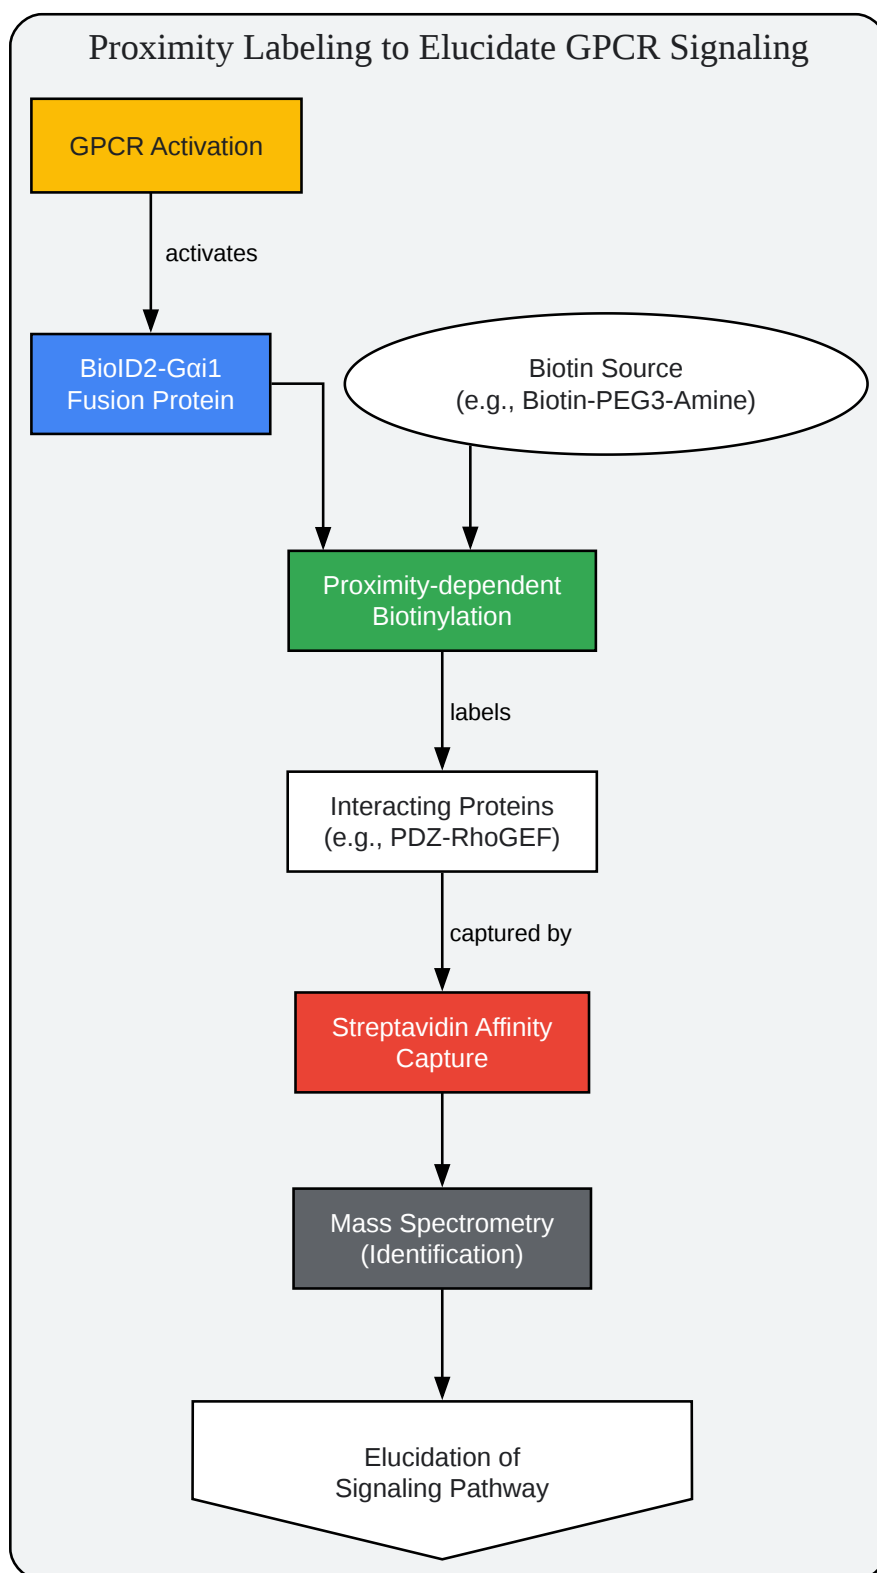 Proximity Labeling to Elucidate GPCR Signaling
GPCR Activation
activates
BioID2-Gαi1
Fusion Protein
Biotin Source
(e.g., Biotin-PEG3-Amine)
Proximity-dependent
Biotinylation
labels
Interacting Proteins
(e.g., PDZ-RhoGEF)
captured by
Streptavidin Affinity
Capture
Mass Spectrometry
(Identification)
Elucidation of
Signaling Pathway